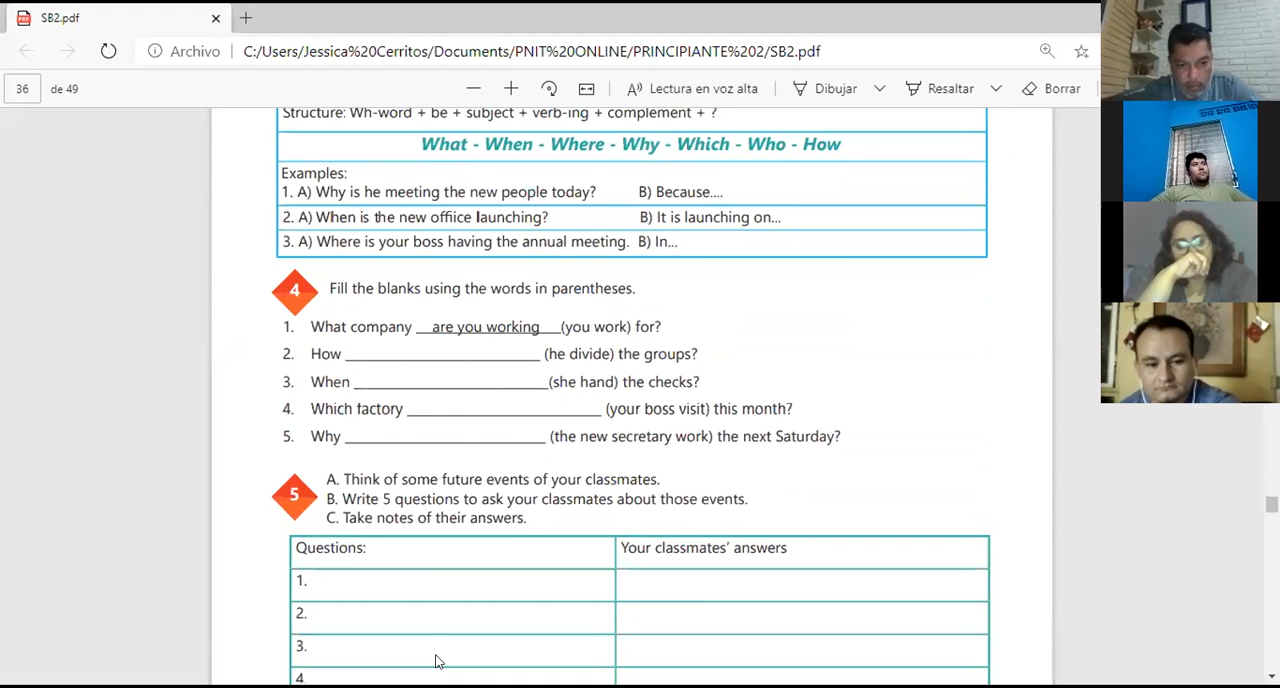 SB2.pdf
Archivo C:/Users/Jessica%20Cerritos/Documents/PNIT%20ONLINE/PRINCIPIANTE%202/SB2.pdf
36 de 49 Lectura en voz alta Dibujar Resaltar Borrar
Structure: Wh-word + be + subject + verb-ing + complement + ?
What - When - Where - Why - Which - Who - How
Examples:
1. A) Why is he meeting the new people today? B) Because....
2. A) When is the new office launching? B) It is launching on...
3. A) Where is your boss having the annual meeting. B) In...
4 Fill the blanks using the words in parentheses.
1. What company __are you working___(you work) for?
2. How ________________________ (he divide) the groups?
3. When ________________________(she hand) the checks?
4. Which factory ________________________ (your boss visit) this month?
5. Why _________________________ (the new secretary work) the next Saturday?
5 A. Think of some future events of your classmates.
B. Write 5 questions to ask your classmates about those events.
C. Take notes of their answers.
Questions: Your classmates' answers
1.
2.
3.
4.